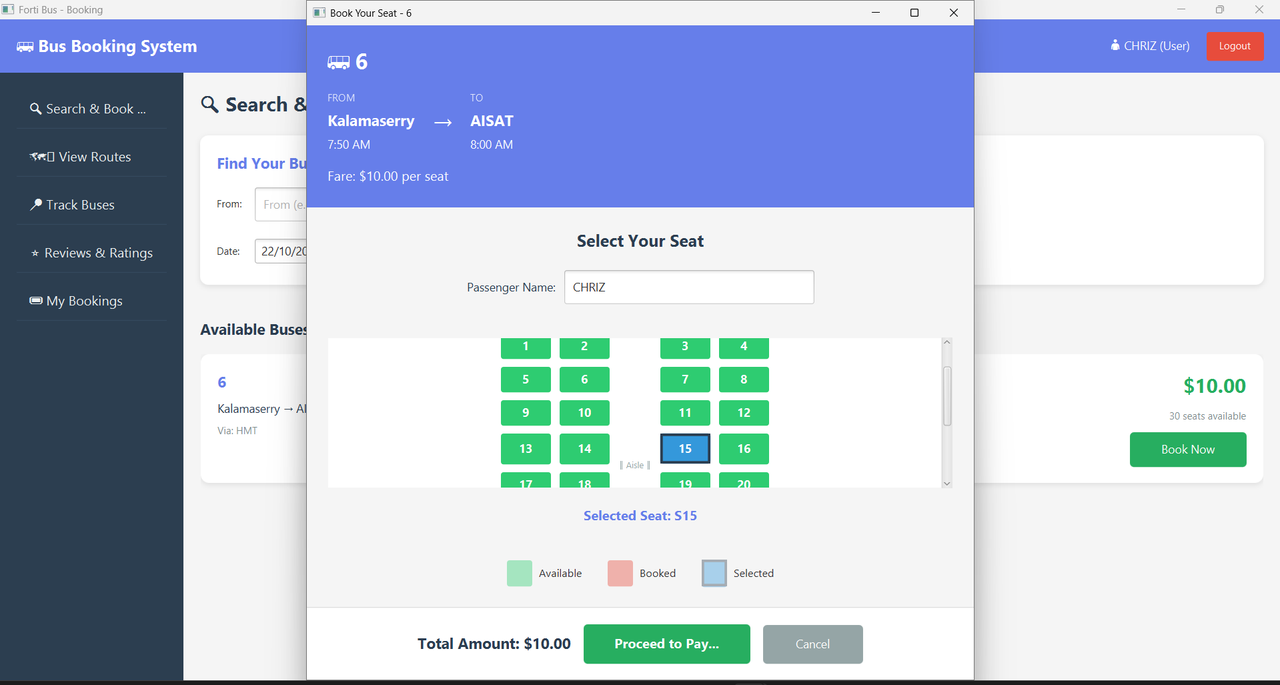 Forti Bus - Booking
Book Your Seat - 6
Bus Booking System
CHRIZ (User)
Logout
Search & Book ...
View Routes
Track Buses
Reviews & Ratings
My Bookings
Search &
Find Your Bu
From:
From (e.
Date:
22/10/20
Available Buses
6
Kalamaserry → AI
Via: HMT
6
FROM
TO
Kalamaserry → AISAT
7:50 AM
8:00 AM
Fare: $10.00 per seat
Select Your Seat
Passenger Name:
CHRIZ
1 2 3 4
5 6 7 8
9 10 11 12
13 14 15 16
‖ Aisle ‖
17 18 19 20
Selected Seat: S15
Available
Booked
Selected
Total Amount: $10.00
Proceed to Pay...
Cancel
$10.00
30 seats available
Book Now